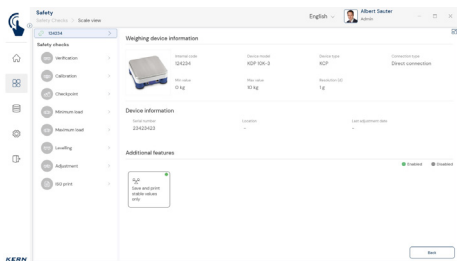 Safety
Safety Checks > Scale view
English
Albert Sauter
Admin
124234
Safety checks
Verification
Calibration
Checkpoint
Minimum load
Maximum load
Levelling
Adjustment
ISO print
Weighing device information
Internal code
124234
Device model
KDP 10K-3
Device type
KCP
Connection type
Direct connection
Min value
0 kg
Max value
10 kg
Resolution (d)
1 g
Device information
Serial number
23423423
Location
-
Last adjustment date
-
Additional features
Enabled
Disabled
Save and print
stable values
only
Back
KERN